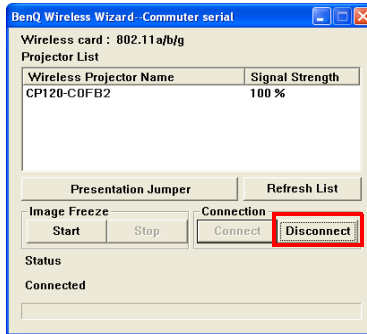 BenQ Wireless Wizard--Commuter serial
Wireless card : 802.11a/b/g
Projector List
Wireless Projector Name Signal Strength
CP120-C0FB2 100 %
Presentation Jumper Refresh List
Image Freeze Connection
Start Stop Connect Disconnect
Status
Connected